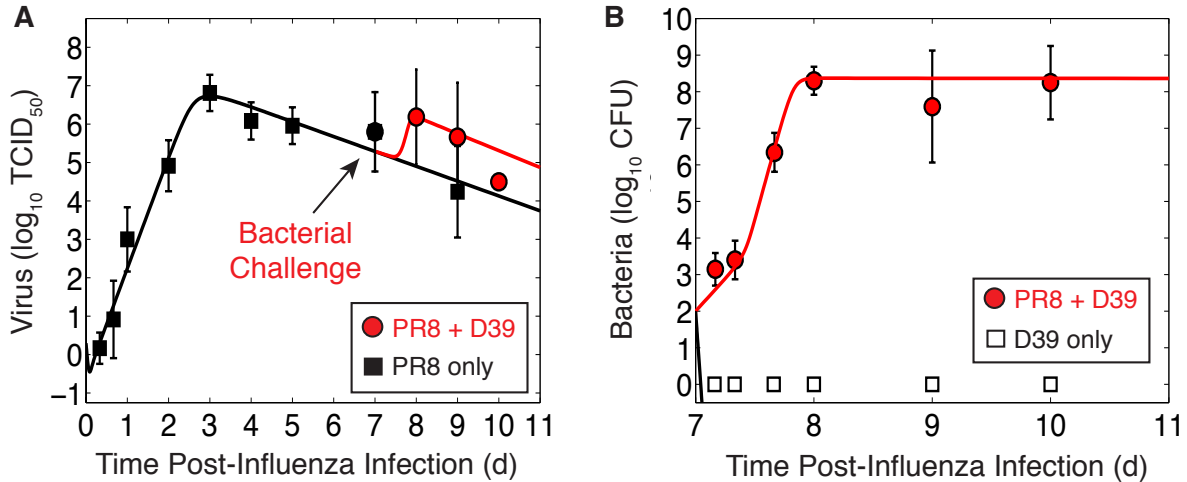 A
Virus (log10 TCID50)
8
7
6
5
4
3
2
1
0
−1
Bacterial
Challenge
PR8 + D39
PR8 only
0 1 2 3 4 5 6 7 8 9 10 11
Time Post-Influenza Infection (d)
B
Bacteria (log10 CFU)
10
9
8
7
6
5
4
3
2
1
0
PR8 + D39
D39 only
7 8 9 10 11
Time Post-Influenza Infection (d)